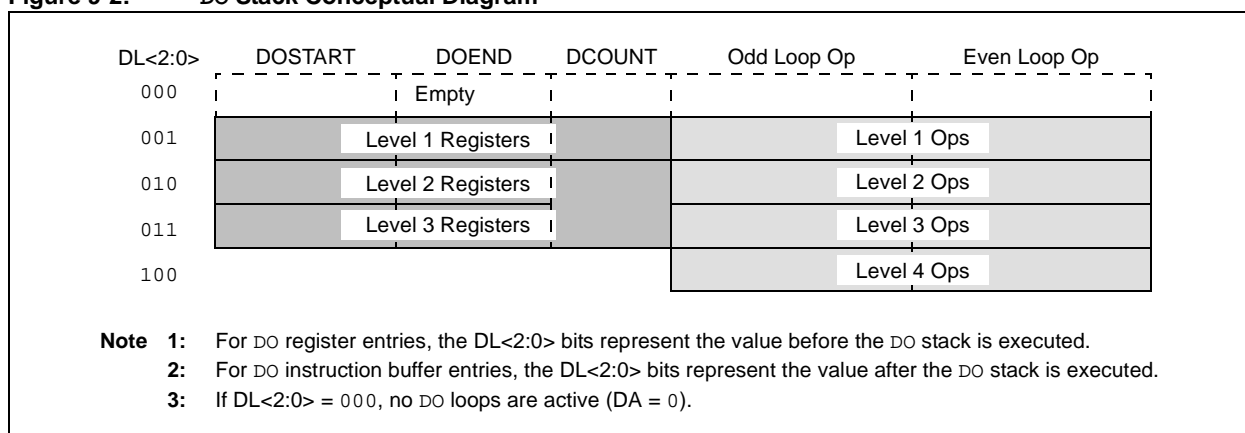 DO Stack Conceptual Diagram
DL<2:0> DOSTART DOEND DCOUNT Odd Loop Op Even Loop Op
000 Empty
001 Level 1 Registers Level 1 Ops
010 Level 2 Registers Level 2 Ops
011 Level 3 Registers Level 3 Ops
100 Level 4 Ops
Note 1: For DO register entries, the DL<2:0> bits represent the value before the DO stack is executed.
2: For DO instruction buffer entries, the DL<2:0> bits represent the value after the DO stack is executed.
3: If DL<2:0> = 000, no DO loops are active (DA = 0).